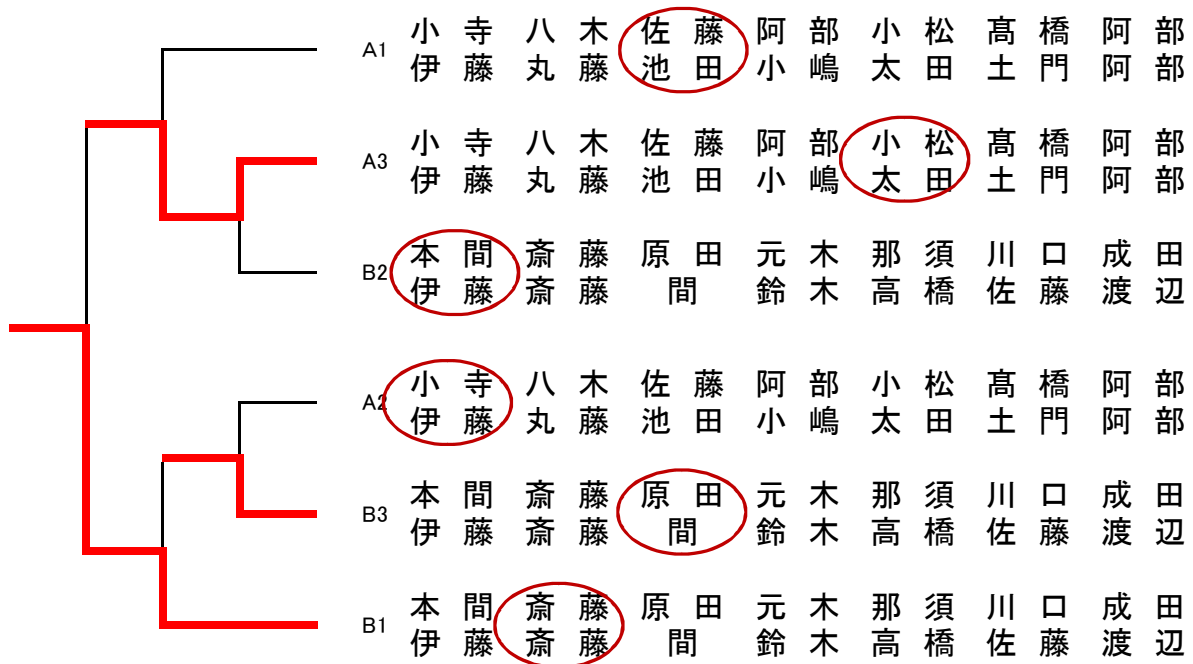 A1
小寺 八木 佐藤 阿部 小松 髙橋 阿部
伊藤 丸藤 池田 小嶋 太田 土門 阿部
A3
小寺 八木 佐藤 阿部 小松 髙橋 阿部
伊藤 丸藤 池田 小嶋 太田 土門 阿部
B2
本間 斎藤 原田 元木 那須 川口 成田
伊藤 斎藤 間 鈴木 高橋 佐藤 渡辺
A2
小寺 八木 佐藤 阿部 小松 髙橋 阿部
伊藤 丸藤 池田 小嶋 太田 土門 阿部
B3
本間 斎藤 原田 元木 那須 川口 成田
伊藤 斎藤 間 鈴木 高橋 佐藤 渡辺
B1
本間 斎藤 原田 元木 那須 川口 成田
伊藤 斎藤 間 鈴木 高橋 佐藤 渡辺